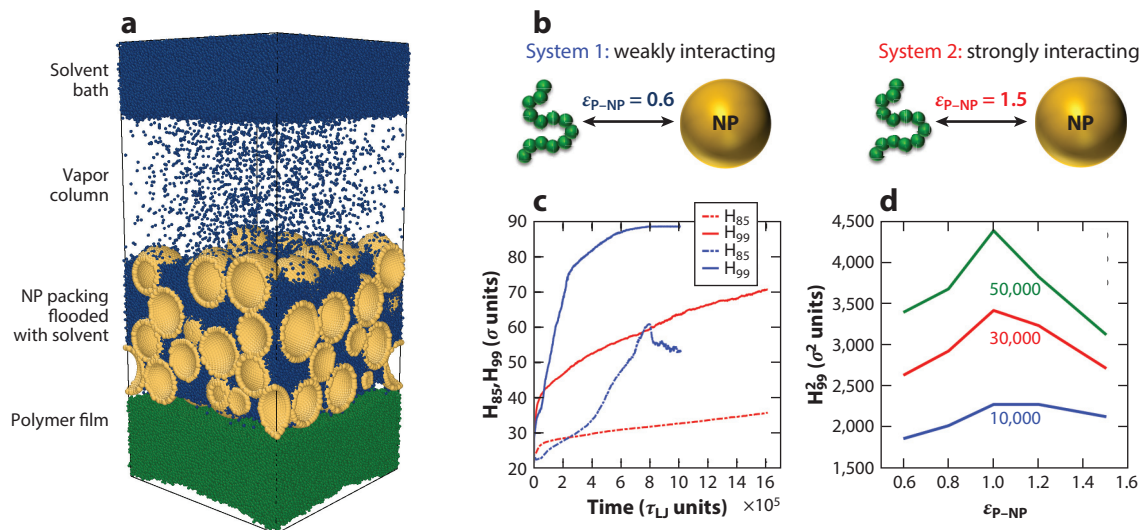 a
Solvent
bath
Vapor
column
NP packing
flooded
with solvent
Polymer film
b
System 1: weakly interacting
εP–NP = 0.6
NP
System 2: strongly interacting
εP–NP = 1.5
NP
c
H85, H99 (σ units)
90
80
70
60
50
40
30
20
0 2 4 6 8 10 12 14 16
Time (τLJ units) ×10⁵
H85
H99
H85
H99
d
H²99 (σ² units)
4,500
4,000
3,500
3,000
2,500
2,000
1,500
50,000
30,000
10,000
0.6 0.8 1.0 1.2 1.4 1.6
εP–NP